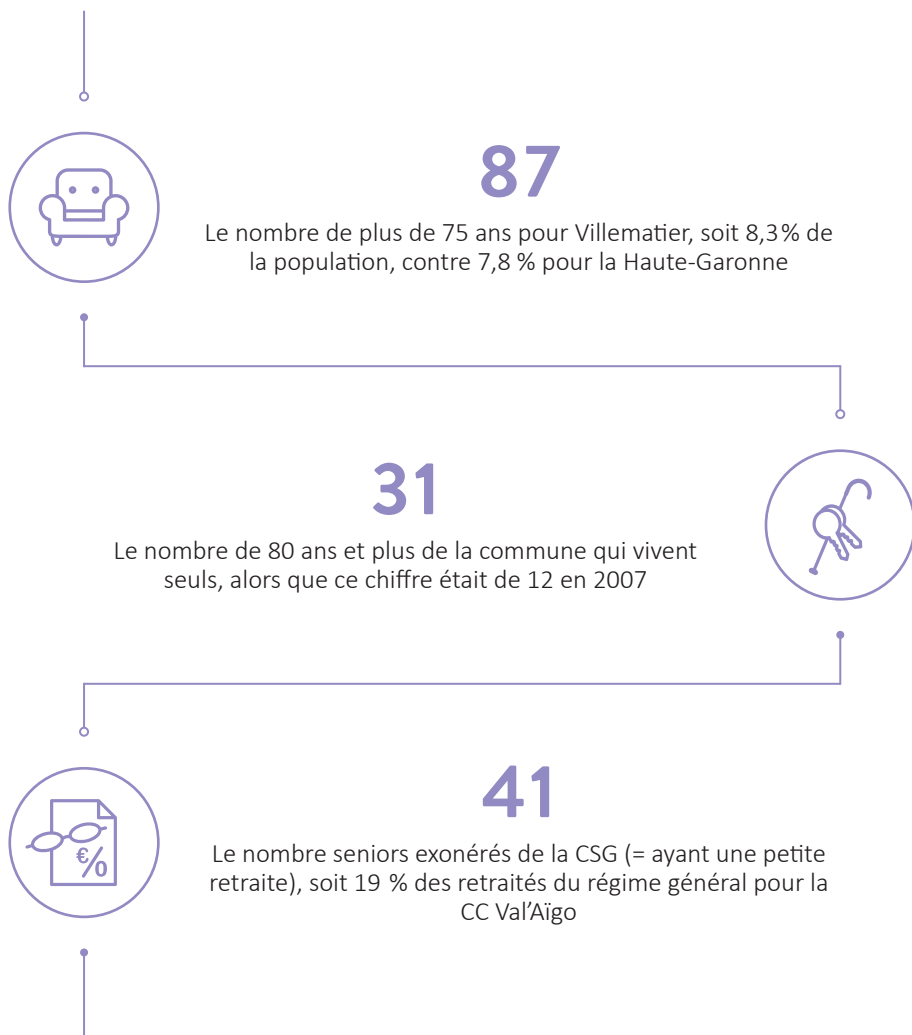 87
Le nombre de plus de 75 ans pour Villematier, soit 8,3% de
la population, contre 7,8 % pour la Haute-Garonne
31
Le nombre de 80 ans et plus de la commune qui vivent
seuls, alors que ce chiffre était de 12 en 2007
€/%
41
Le nombre seniors exonérés de la CSG (= ayant une petite
retraite), soit 19 % des retraités du régime général pour la
CC Val’Aïgo